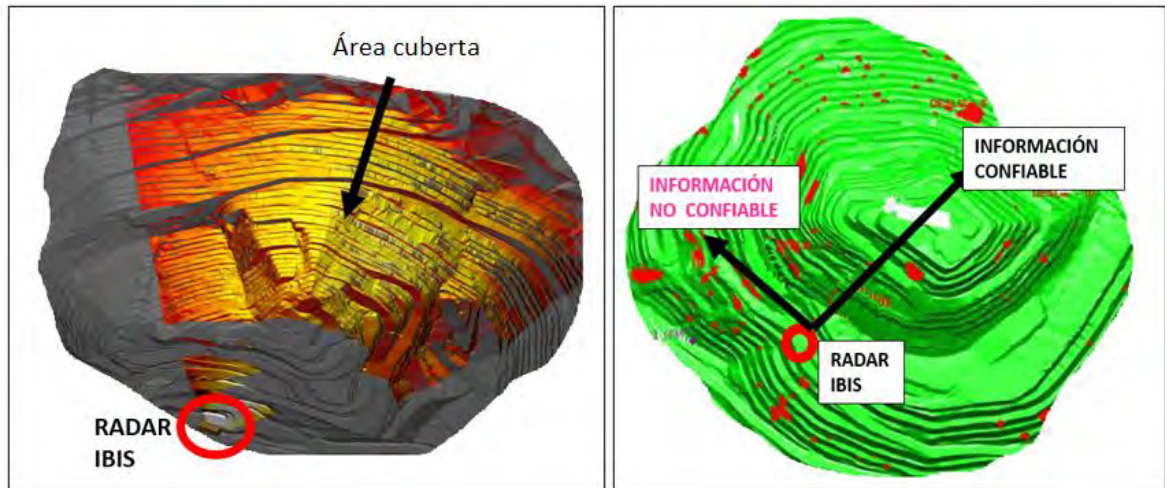 Área cuberta
RADAR
IBIS
INFORMACIÓN
NO CONFIABLE
INFORMACIÓN
CONFIABLE
RADAR
IBIS